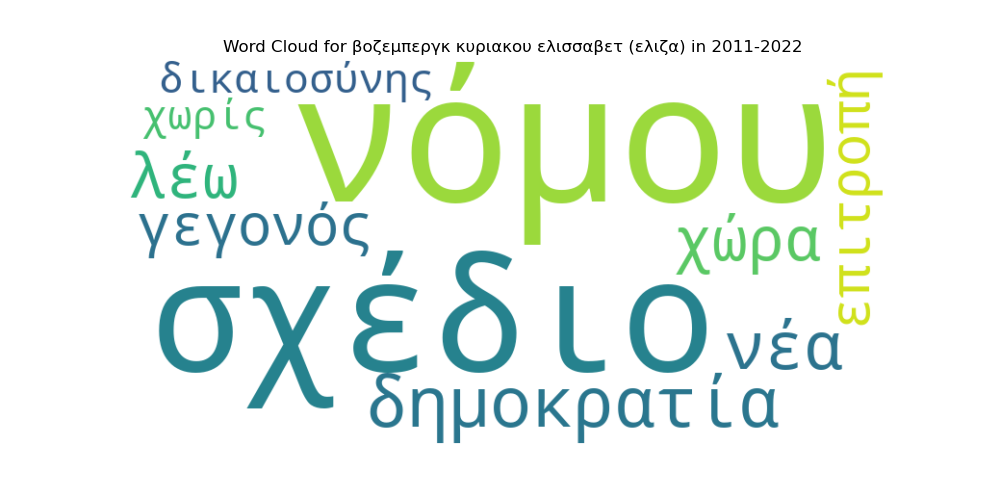 Word Cloud for βοζεμπεργκ κυριακου ελισσαβετ (ελιζα) in 2011-2022
δικαιοσύνης
χωρίς
νόμου
λέω
επιτροπή
γεγονός
χώρα
σχέδιο
νέα
δημοκρατία